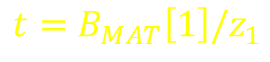 t = B_{MAT}[1]/z_1